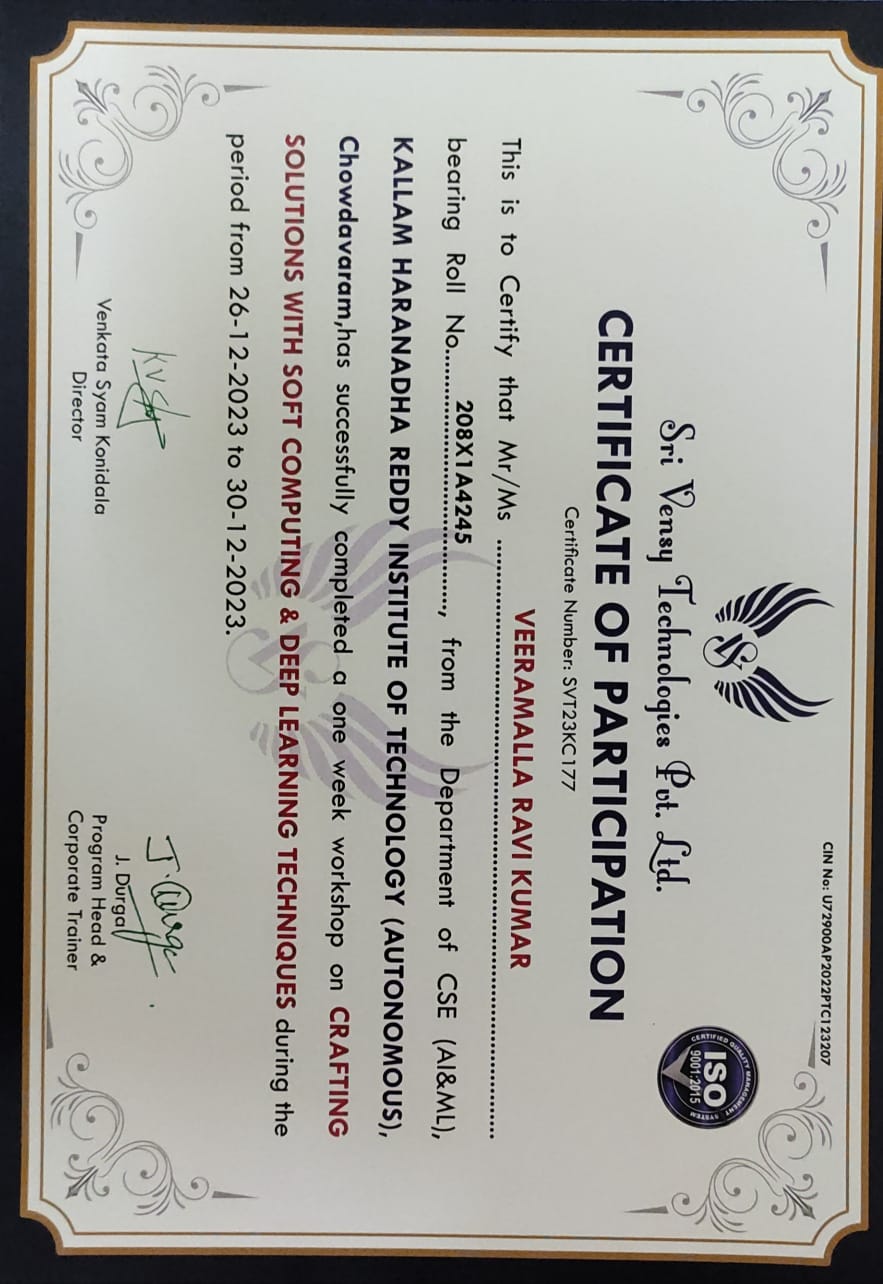 CIN No: U72900AP2022PTC123207
CERTIFIED QUALITY MANAGEMENT SYSTEM
ISO
9001:2015
Sri Vensy Technologies Pvt. Ltd.
CERTIFICATE OF PARTICIPATION
Certificate Number: SVT23KC177
This is to Certify that Mr/Ms VEERAMALLA RAVI KUMAR
bearing Roll No. 208X1A4245, from the Department of CSE (AI&ML),
KALLAM HARANADHA REDDY INSTITUTE OF TECHNOLOGY (AUTONOMOUS),
Chowdavaram,has successfully completed a one week workshop on CRAFTING
SOLUTIONS WITH SOFT COMPUTING & DEEP LEARNING TECHNIQUES during the
period from 26-12-2023 to 30-12-2023.
KVS
J. Durga
Venkata Syam Konidala
Director
J. Durga
Program Head &
Corporate Trainer